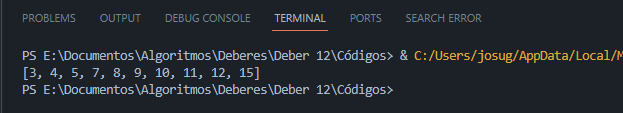 PROBLEMS OUTPUT DEBUG CONSOLE TERMINAL PORTS SEARCH ERROR
PS E:\Documentos\Algoritmos\Deberes\Deber 12\Códigos> & C:/Users/josug/AppData/Local/M
[3, 4, 5, 7, 8, 9, 10, 11, 12, 15]
PS E:\Documentos\Algoritmos\Deberes\Deber 12\Códigos>